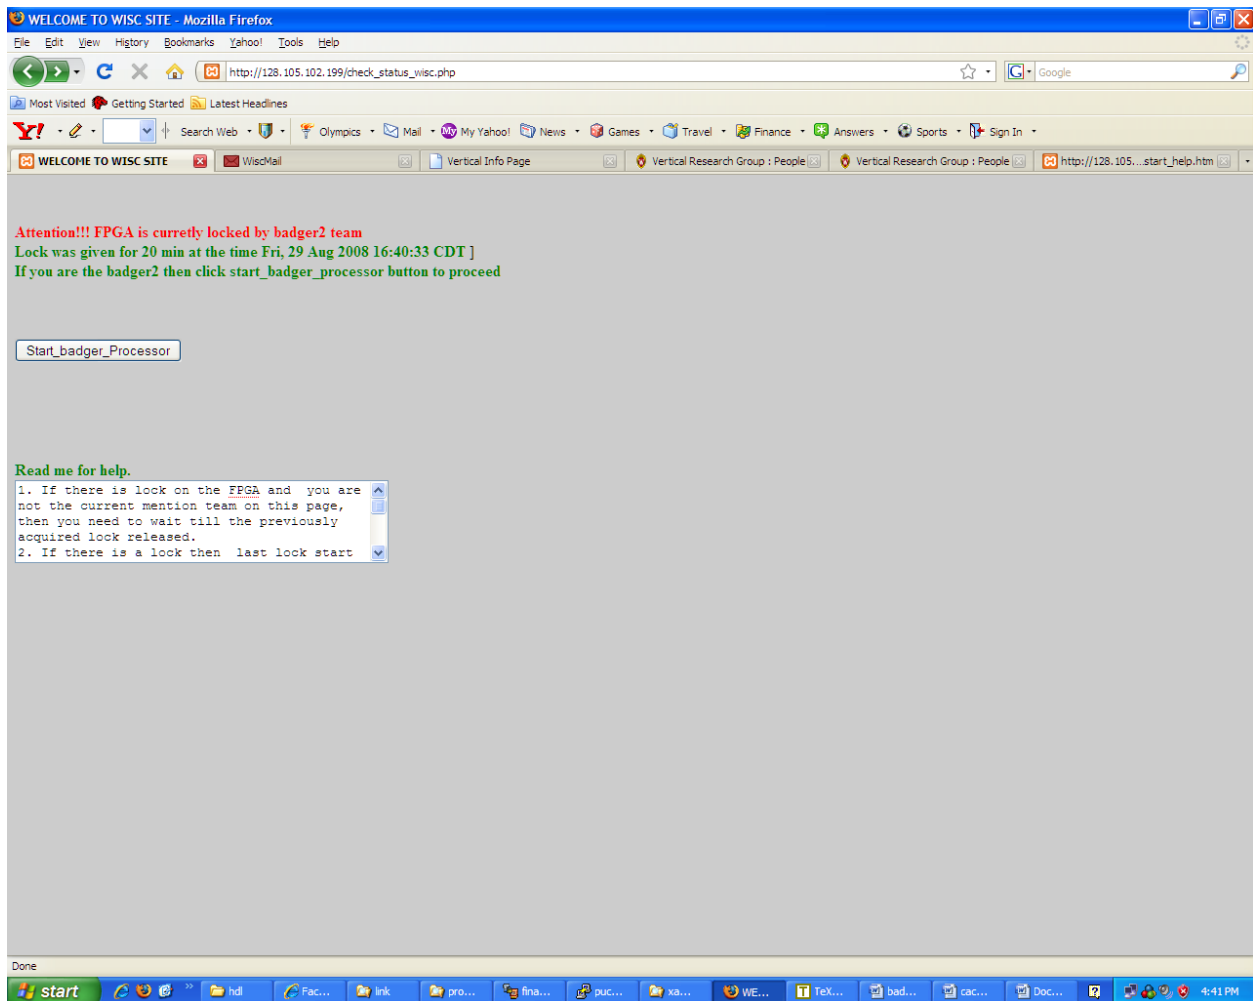 WELCOME TO WISC SITE - Mozilla Firefox
File Edit View History Bookmarks Yahoo! Tools Help
http://128.105.102.199/check_status_wisc.php G Google
Most Visited Getting Started Latest Headlines
Y! Search Web Olympics Mail My My Yahoo! News Games Travel Finance Answers Sports Sign In
WELCOME TO WISC SITE WiscMail Vertical Info Page Vertical Research Group : People Vertical Research Group : People http://128.105....start_help.htm
Attention!!! FPGA is curretly locked by badger2 team
Lock was given for 20 min at the time Fri, 29 Aug 2008 16:40:33 CDT ]
If you are the badger2 then click start_badger_processor button to proceed
Start_badger_Processor
Read me for help.
1. If there is lock on the FPGA and you are
not the current mention team on this page,
then you need to wait till the previously
acquired lock released.
2. If there is a lock then last lock start
Done
start hdl Fac... link pro... fina... puc... xa... WE... TeX... bad... cac... Doc... 4:41 PM